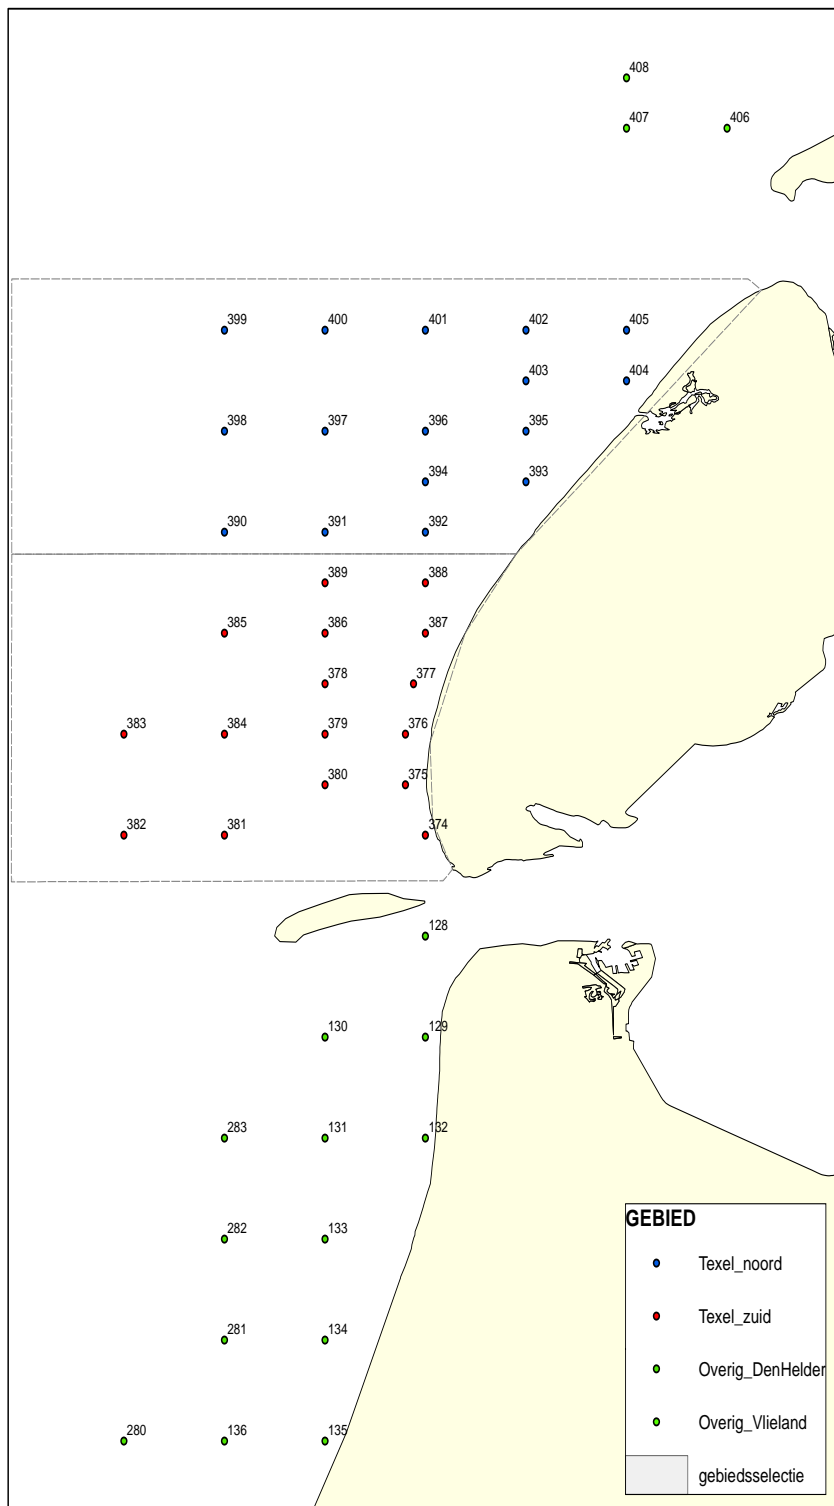 408
407 406
399 400 401 402 405
403 404
398 397 396 395
394 393
390 391 392
389 388
385 386 387
378 377
383 384 379 376
380 375
382 381 374
128
130 129
283 131 132
282 133
GEBIED
Texel_noord
Texel_zuid
281 134
Overig_DenHelder
Overig_Vlieland
280 136 135
gebiedsselectie